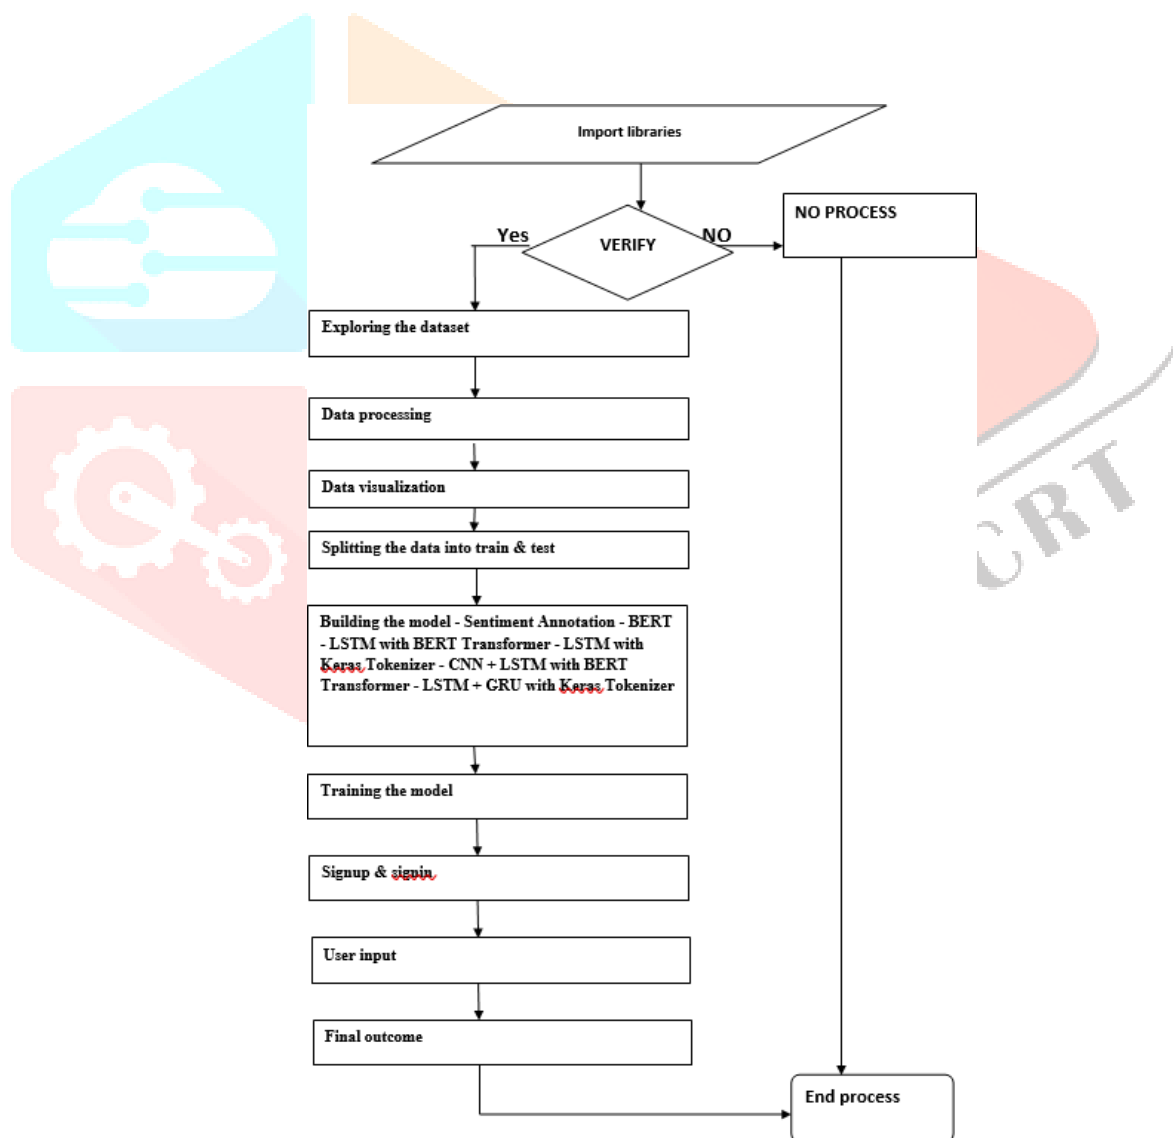 Import libraries
NO PROCESS
Yes
VERIFY
NO
Exploring the dataset
Data processing
Data visualization
Splitting the data into train & test
Building the model - Sentiment Annotation - BERT
- LSTM with BERT Transformer - LSTM with
Keras Tokenizer - CNN + LSTM with BERT
Transformer - LSTM + GRU with Keras Tokenizer
Training the model
Signup & signin
User input
Final outcome
End process
CRT